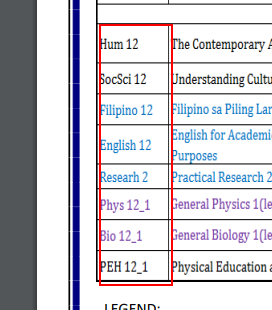 Hum 12 The Contemporary A
SocSci 12 Understanding Cultu
Filipino 12 Filipino sa Piling Lar
English 12 English for Academi
Purposes
Researh 2 Practical Research 2
Phys 12_1 General Physics 1(le
Bio 12_1 General Biology 1(le
PEH 12_1 Physical Education a
LEGEND: